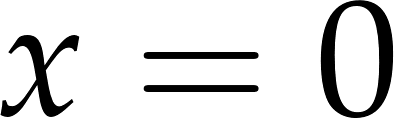 x = 0